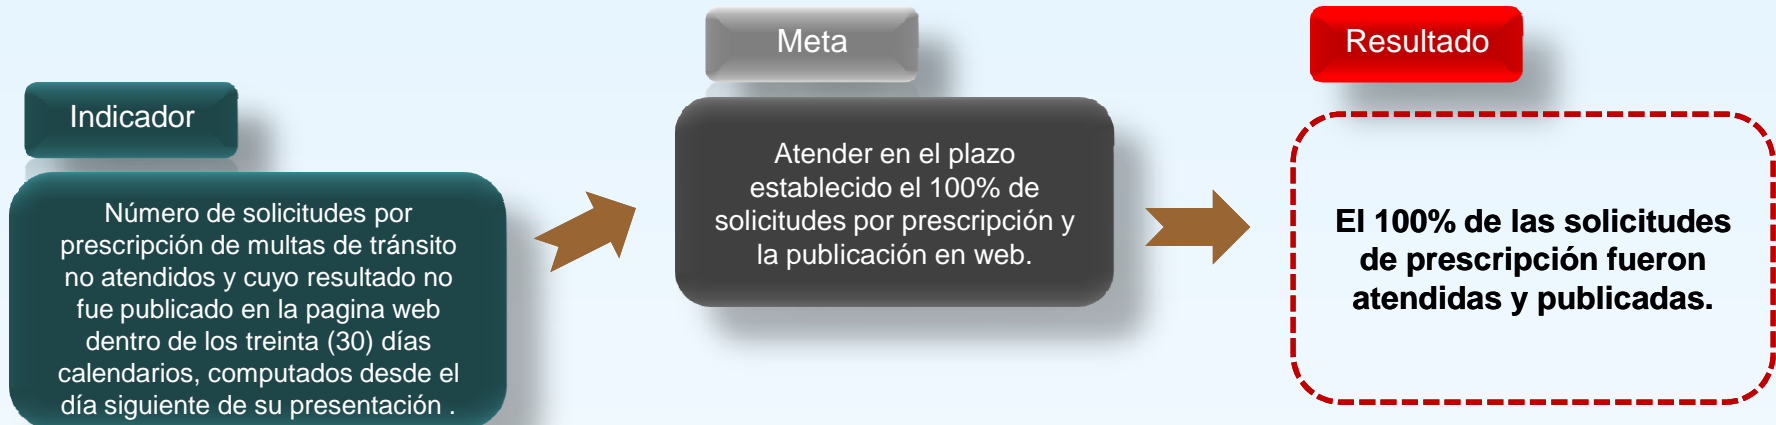 Indicador
Número de solicitudes por
prescripción de multas de tránsito
no atendidos y cuyo resultado no
fue publicado en la pagina web
dentro de los treinta (30) días
calendarios, computados desde el
día siguiente de su presentación .
Meta
Atender en el plazo
establecido el 100% de
solicitudes por prescripción y
la publicación en web.
Resultado
El 100% de las solicitudes
de prescripción fueron
atendidas y publicadas.